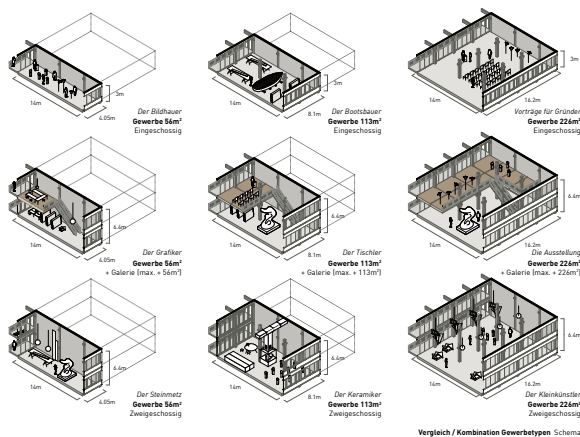 3m
14m
4.05m
Der Bildhauer
Gewerbe 56m²
Eingeschossig
3m
14m
8.1m
Der Bootsbauer
Gewerbe 113m²
Eingeschossig
3m
14m
16.2m
Vorträge für Gründer
Gewerbe 226m²
Eingeschossig
6.4m
14m
4.05m
Der Grafiker
Gewerbe 56m²
+ Galerie (max. + 56m²)
6.4m
14m
8.1m
Der Tischler
Gewerbe 113m²
+ Galerie (max. + 113m²)
6.4m
14m
16.2m
Die Ausstellung
Gewerbe 226m²
+ Galerie (max. + 226m²)
6.4m
14m
4.05m
Der Steinmetz
Gewerbe 56m²
Zweigeschossig
6.4m
14m
8.1m
Der Keramiker
Gewerbe 113m²
Zweigeschossig
6.4m
14m
16.2m
Der Kleinkünstler
Gewerbe 226m²
Zweigeschossig
Vergleich / Kombination Gewerbetypen Schema